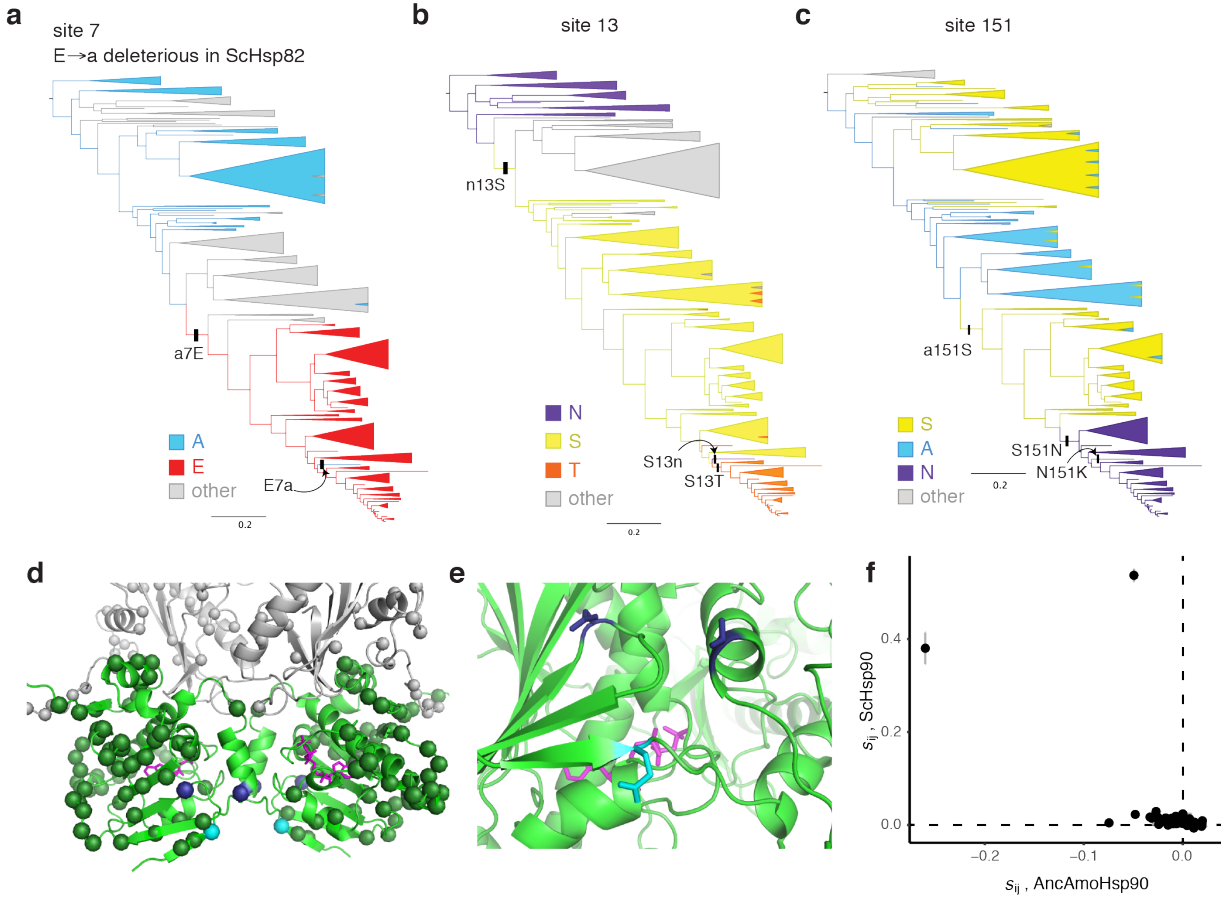 a
site 7
E→a deleterious in ScHsp82
a7E
E7a
A
E
other
0.2
b
site 13
n13S
S13n
S13T
N
S
T
other
0.2
c
site 151
a151S
S151N
N151K
S
A
N
other
0.2
d
e
f
sij , ScHsp90
0.4
0.2
0.0
−0.2
−0.1
0.0
sij , AncAmoHsp90